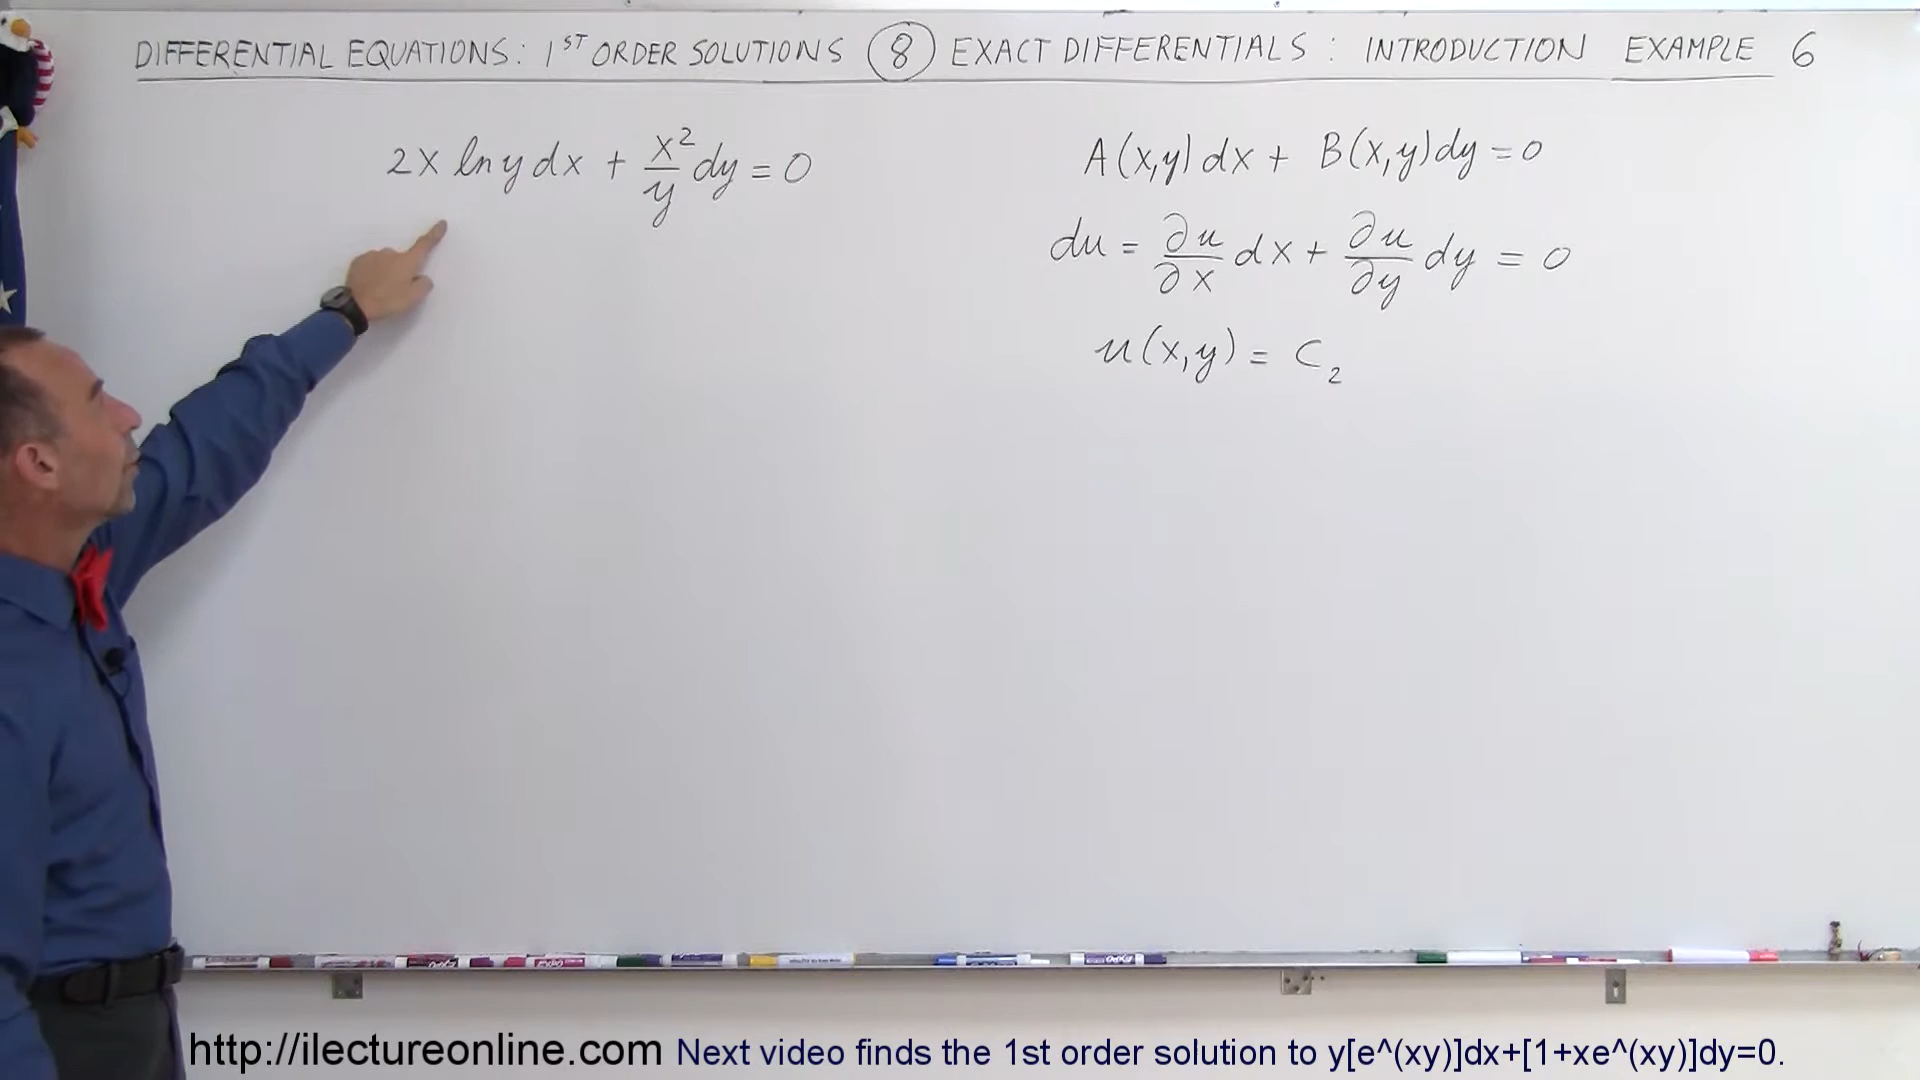 DIFFERENTIAL EQUATIONS: 1ST ORDER SOLUTIONS 8 EXACT DIFFERENTIALS: INTRODUCTION EXAMPLE 6
2x ln y dx + x²/y dy = 0
A(x,y)dx + B(x,y)dy = 0
du = ∂u/∂x dx + ∂u/∂y dy = 0
u(x,y) = C₂
http://ilectureonline.com Next video finds the 1st order solution to y[e^(xy)]dx+[1+xe^(xy)]dy=0.